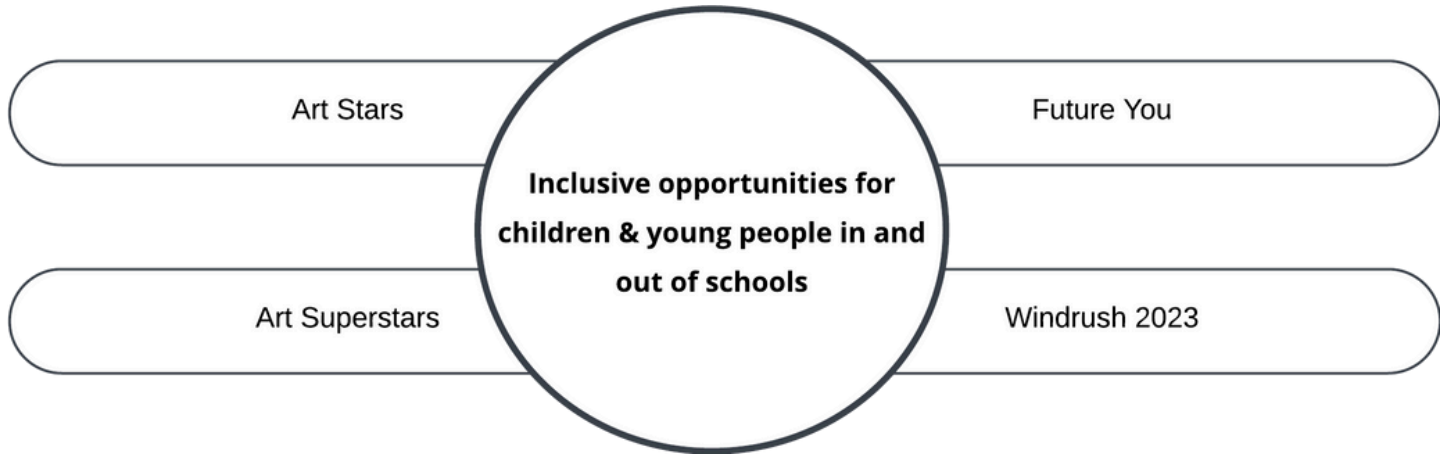 Art Stars
Future You
Inclusive opportunities for
children & young people in and
out of schools
Art Superstars
Windrush 2023